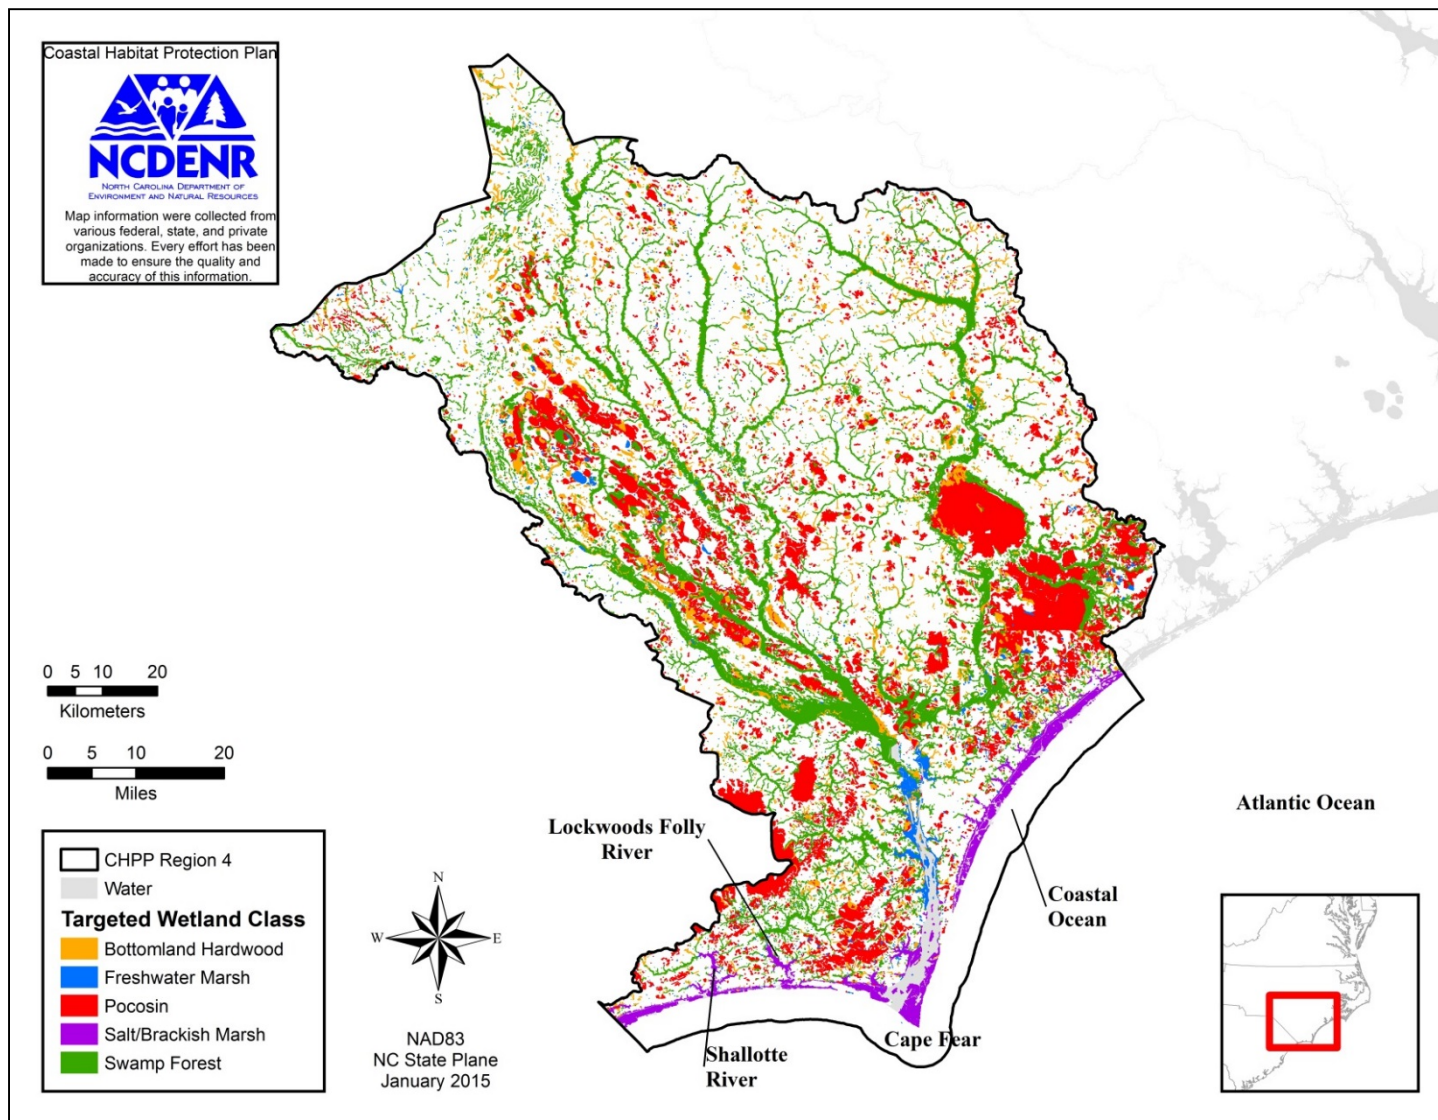 Coastal Habitat Protection Plan
NCDENR
NORTH CAROLINA DEPARTMENT OF
ENVIRONMENT AND NATURAL RESOURCES
Map information were collected from
various federal, state, and private
organizations. Every effort has been
made to ensure the quality and
accuracy of this information.
0 5 10 20
Kilometers
0 5 10 20
Miles
Atlantic Ocean
Lockwoods Folly
River
Coastal
Ocean
CHPP Region 4
Water
Targeted Wetland Class
Bottomland Hardwood
Freshwater Marsh
Pocosin
Salt/Brackish Marsh
Swamp Forest
N
W
E
S
NAD83
NC State Plane
January 2015
Shallotte
River
Cape Fear